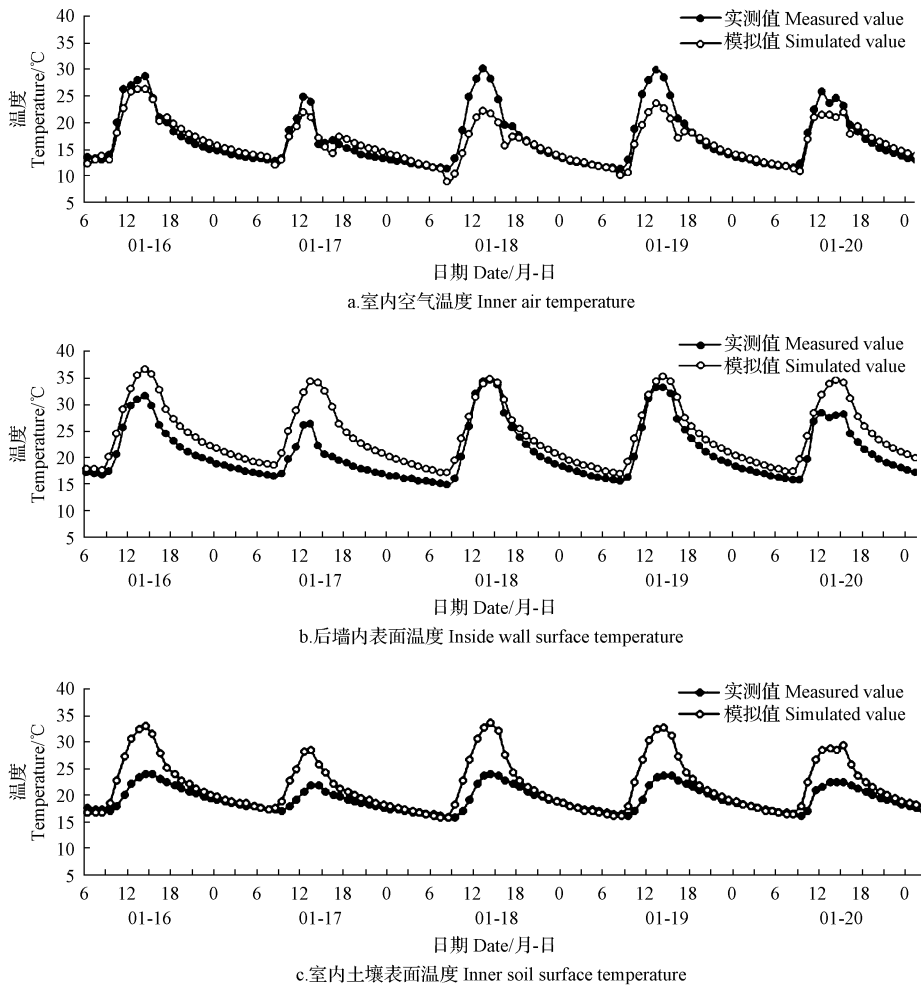 实测值 Measured value
模拟值 Simulated value
温度 Temperature/℃
40
35
30
25
20
15
10
5
6 12 18 0 6 12 18 0 6 12 18 0 6 12 18 0 6 12 18 0
01-16 01-17 01-18 01-19 01-20
日期 Date/月-日
a.室内空气温度 Inner air temperature
实测值 Measured value
模拟值 Simulated value
温度 Temperature/℃
40
35
30
25
20
15
10
5
6 12 18 0 6 12 18 0 6 12 18 0 6 12 18 0 6 12 18 0
01-16 01-17 01-18 01-19 01-20
日期 Date/月-日
b.后墙内表面温度 Inside wall surface temperature
实测值 Measured value
模拟值 Simulated value
温度 Temperature/℃
40
35
30
25
20
15
10
5
6 12 18 0 6 12 18 0 6 12 18 0 6 12 18 0 6 12 18 0
01-16 01-17 01-18 01-19 01-20
日期 Date/月-日
c.室内土壤表面温度 Inner soil surface temperature